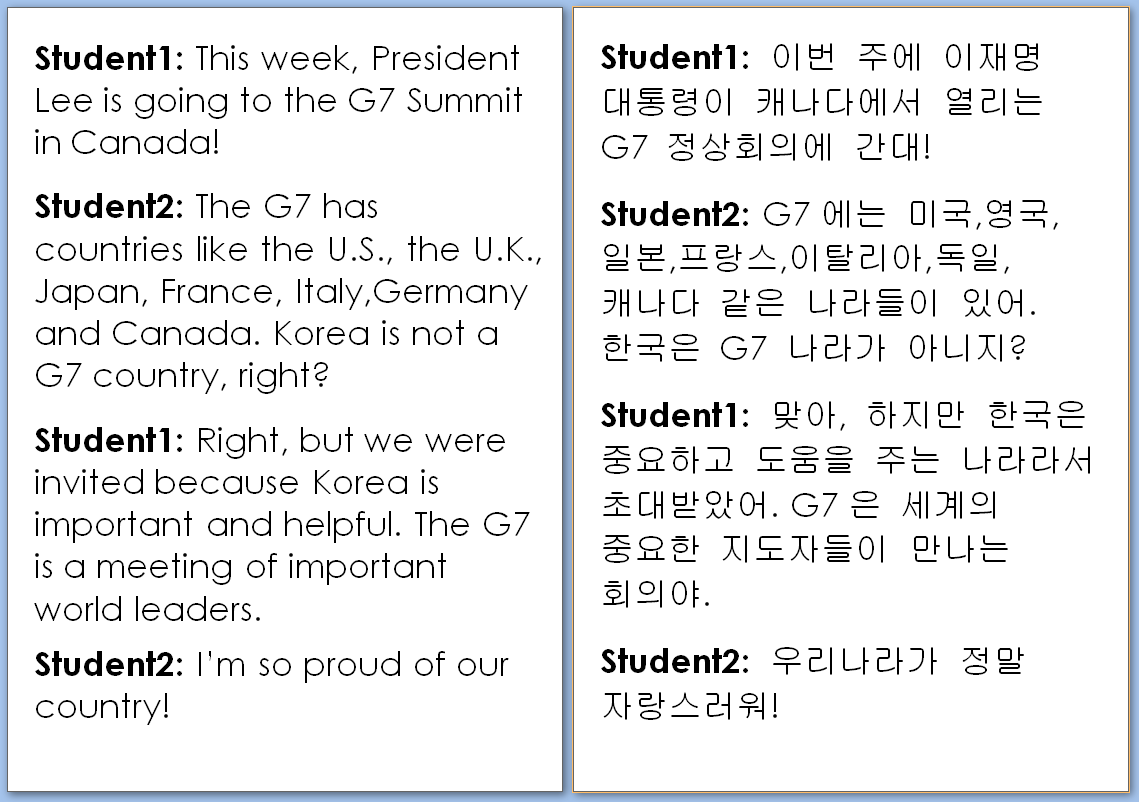 Student1: This week, President
Lee is going to the G7 Summit
in Canada!
Student2: The G7 has
countries like the U.S., the U.K.,
Japan, France, Italy,Germany
and Canada. Korea is not a
G7 country, right?
Student1: Right, but we were
invited because Korea is
important and helpful. The G7
is a meeting of important
world leaders.
Student2: I'm so proud of our
country!
Student1: 이번 주에 이재명
대통령이 캐나다에서 열리는
G7 정상회의에 간대!
Student2: G7에는 미국,영국,
일본,프랑스,이탈리아,독일,
캐나다 같은 나라들이 있어.
한국은 G7 나라가 아니지?
Student1: 맞아, 하지만 한국은
중요하고 도움을 주는 나라라서
초대받았어. G7은 세계의
중요한 지도자들이 만나는
회의야.
Student2: 우리나라가 정말
자랑스러워!